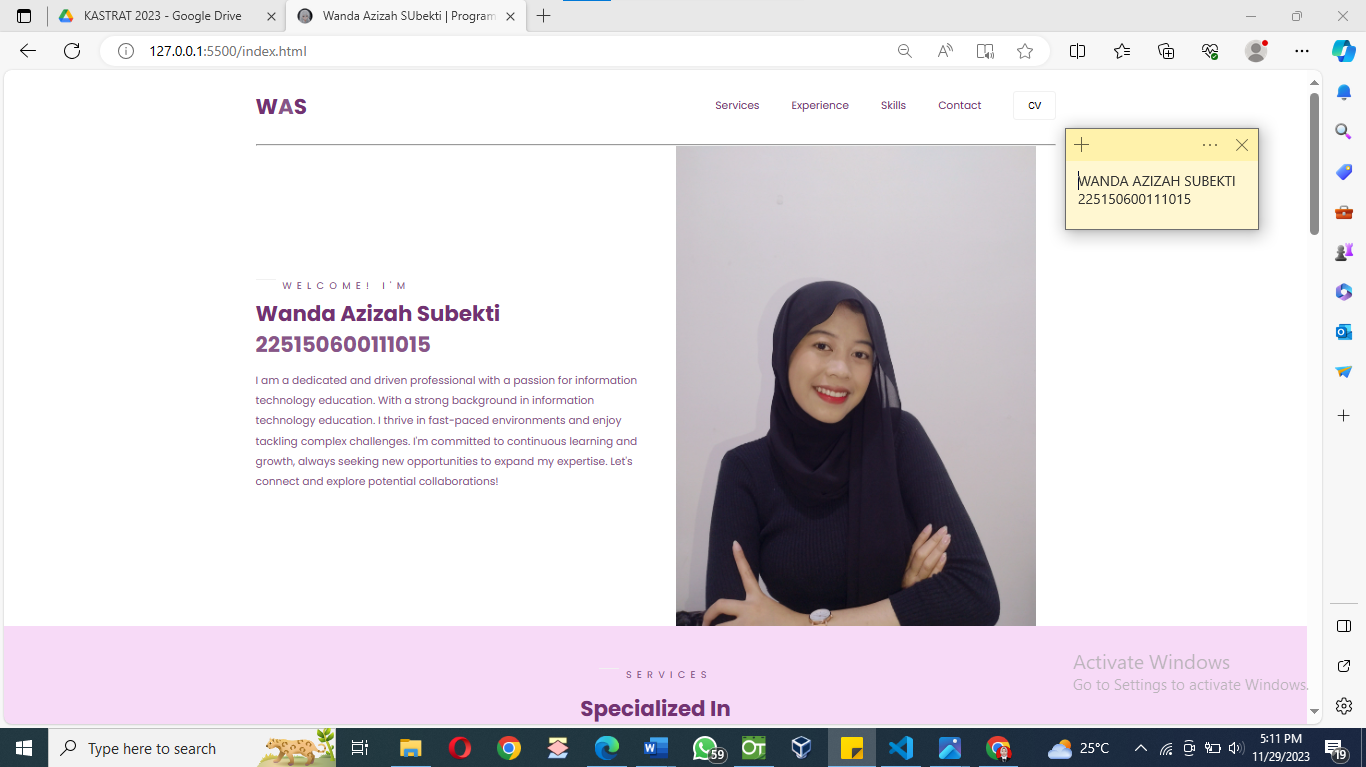 KASTRAT 2023 - Google Drive
Wanda Azizah SUbekti | Program
127.0.0.1:5500/index.html
WAS
Services
Experience
Skills
Contact
CV
WANDA AZIZAH SUBEKTI
225150600111015
WELCOME! I'M
Wanda Azizah Subekti
225150600111015
I am a dedicated and driven professional with a passion for information
technology education. With a strong background in information
technology education. I thrive in fast-paced environments and enjoy
tackling complex challenges. I'm committed to continuous learning and
growth, always seeking new opportunities to expand my expertise. Let's
connect and explore potential collaborations!
SERVICES
Specialized In
Activate Windows
Go to Settings to activate Windows.
Type here to search
59
OT
25°C
5:11 PM
11/29/2023
19